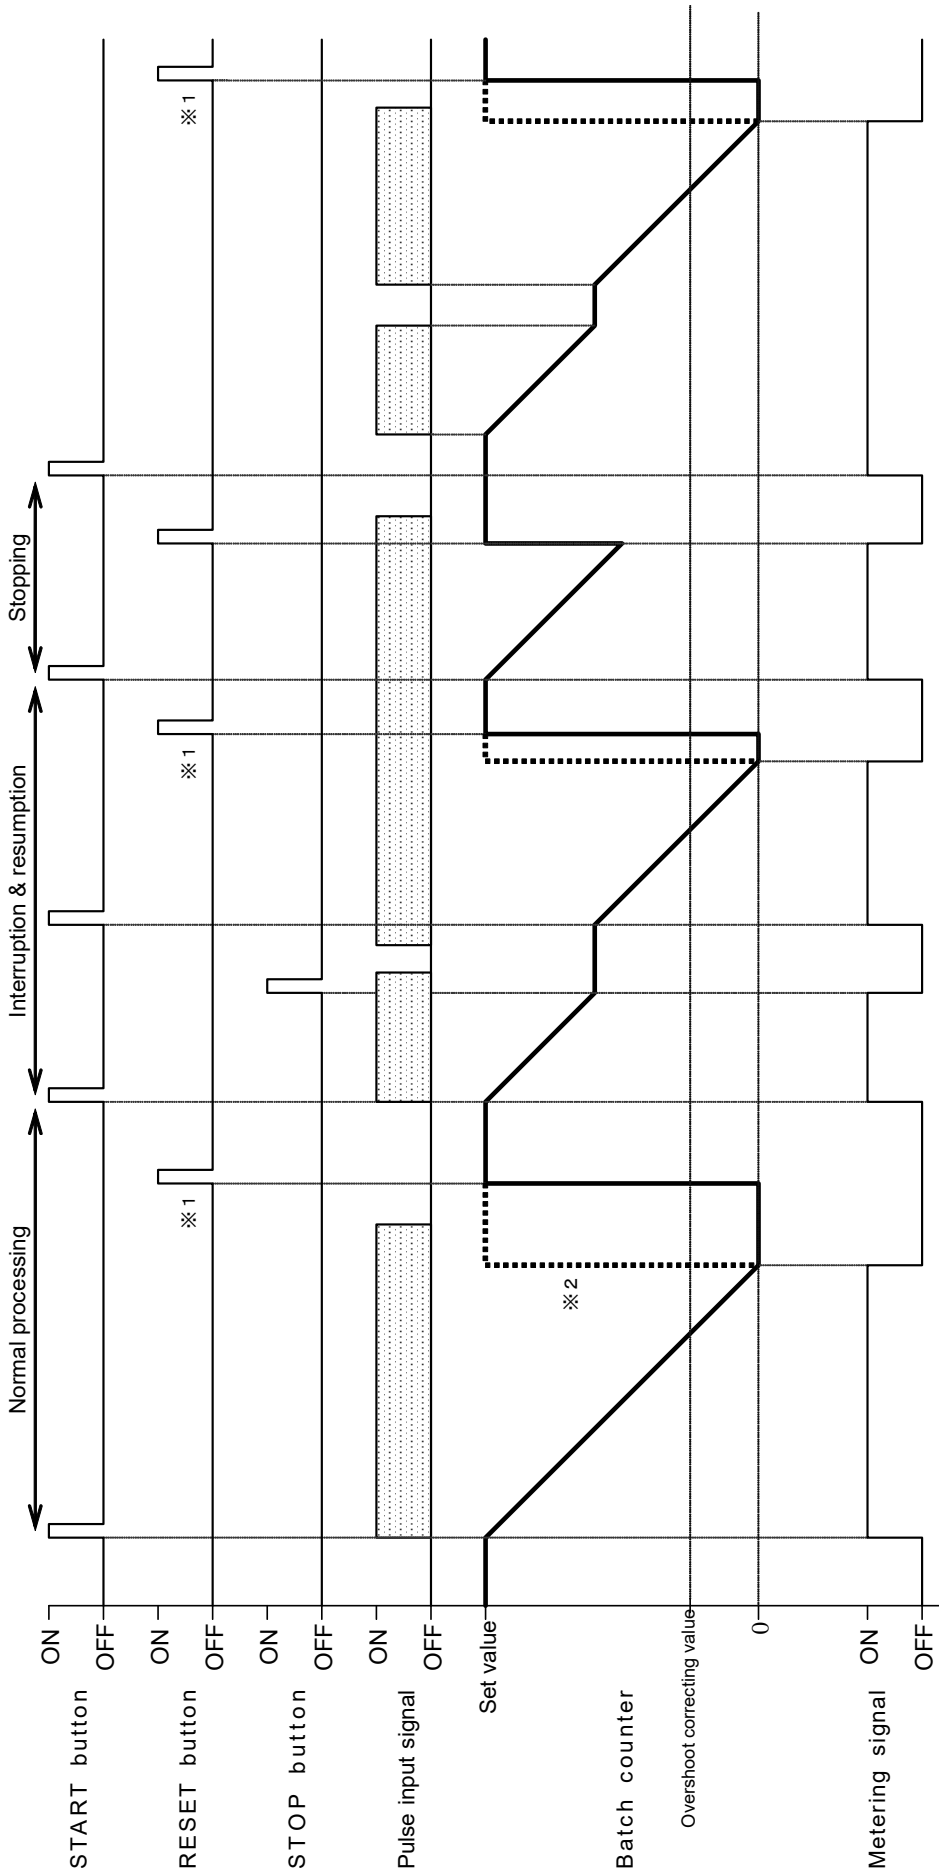 Normal processing
Interruption & resumption
Stopping
START button
ON
OFF
RESET button
ON
OFF
※1
※1
※1
STOP button
ON
OFF
Pulse input signal
ON
OFF
Batch counter
Set value
Overshoot correcting value
0
※2
Metering signal
ON
OFF